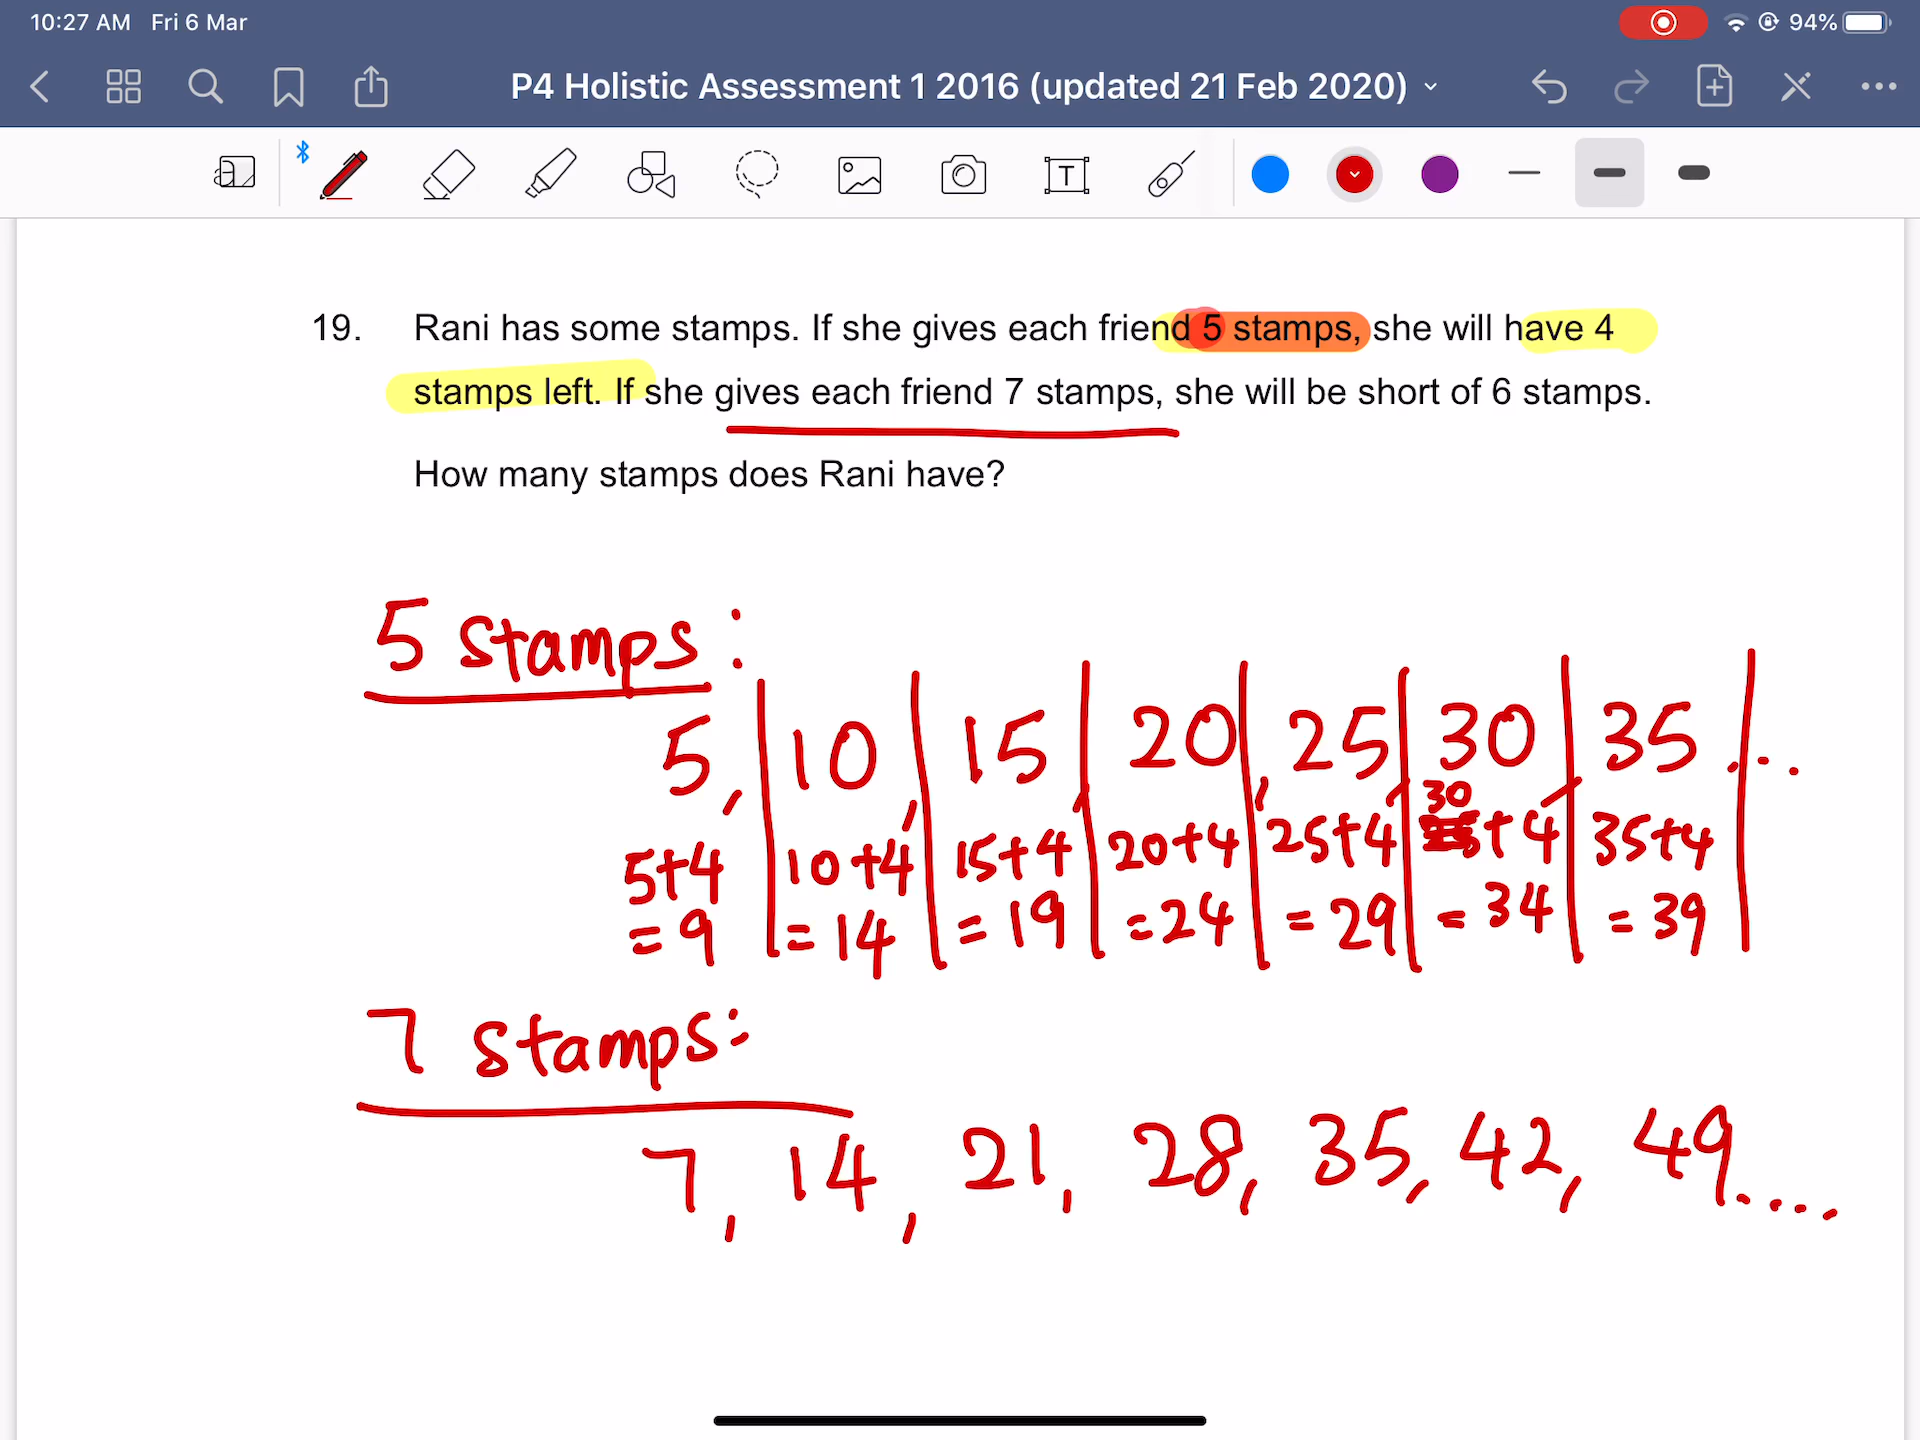 10:27 AM Fri 6 Mar 94%
P4 Holistic Assessment 1 2016 (updated 21 Feb 2020)
19. Rani has some stamps. If she gives each friend 5 stamps, she will have 4
stamps left. If she gives each friend 7 stamps, she will be short of 6 stamps.
How many stamps does Rani have?
5 stamps:
5, 10, 15, 20, 25, 30, 35...
30
5+4 10+4 15+4 20+4 25+4 +4 35+4
=9 =14 =19 =24 =29 =34 =39
7 stamps:
7, 14, 21, 28, 35, 42, 49....